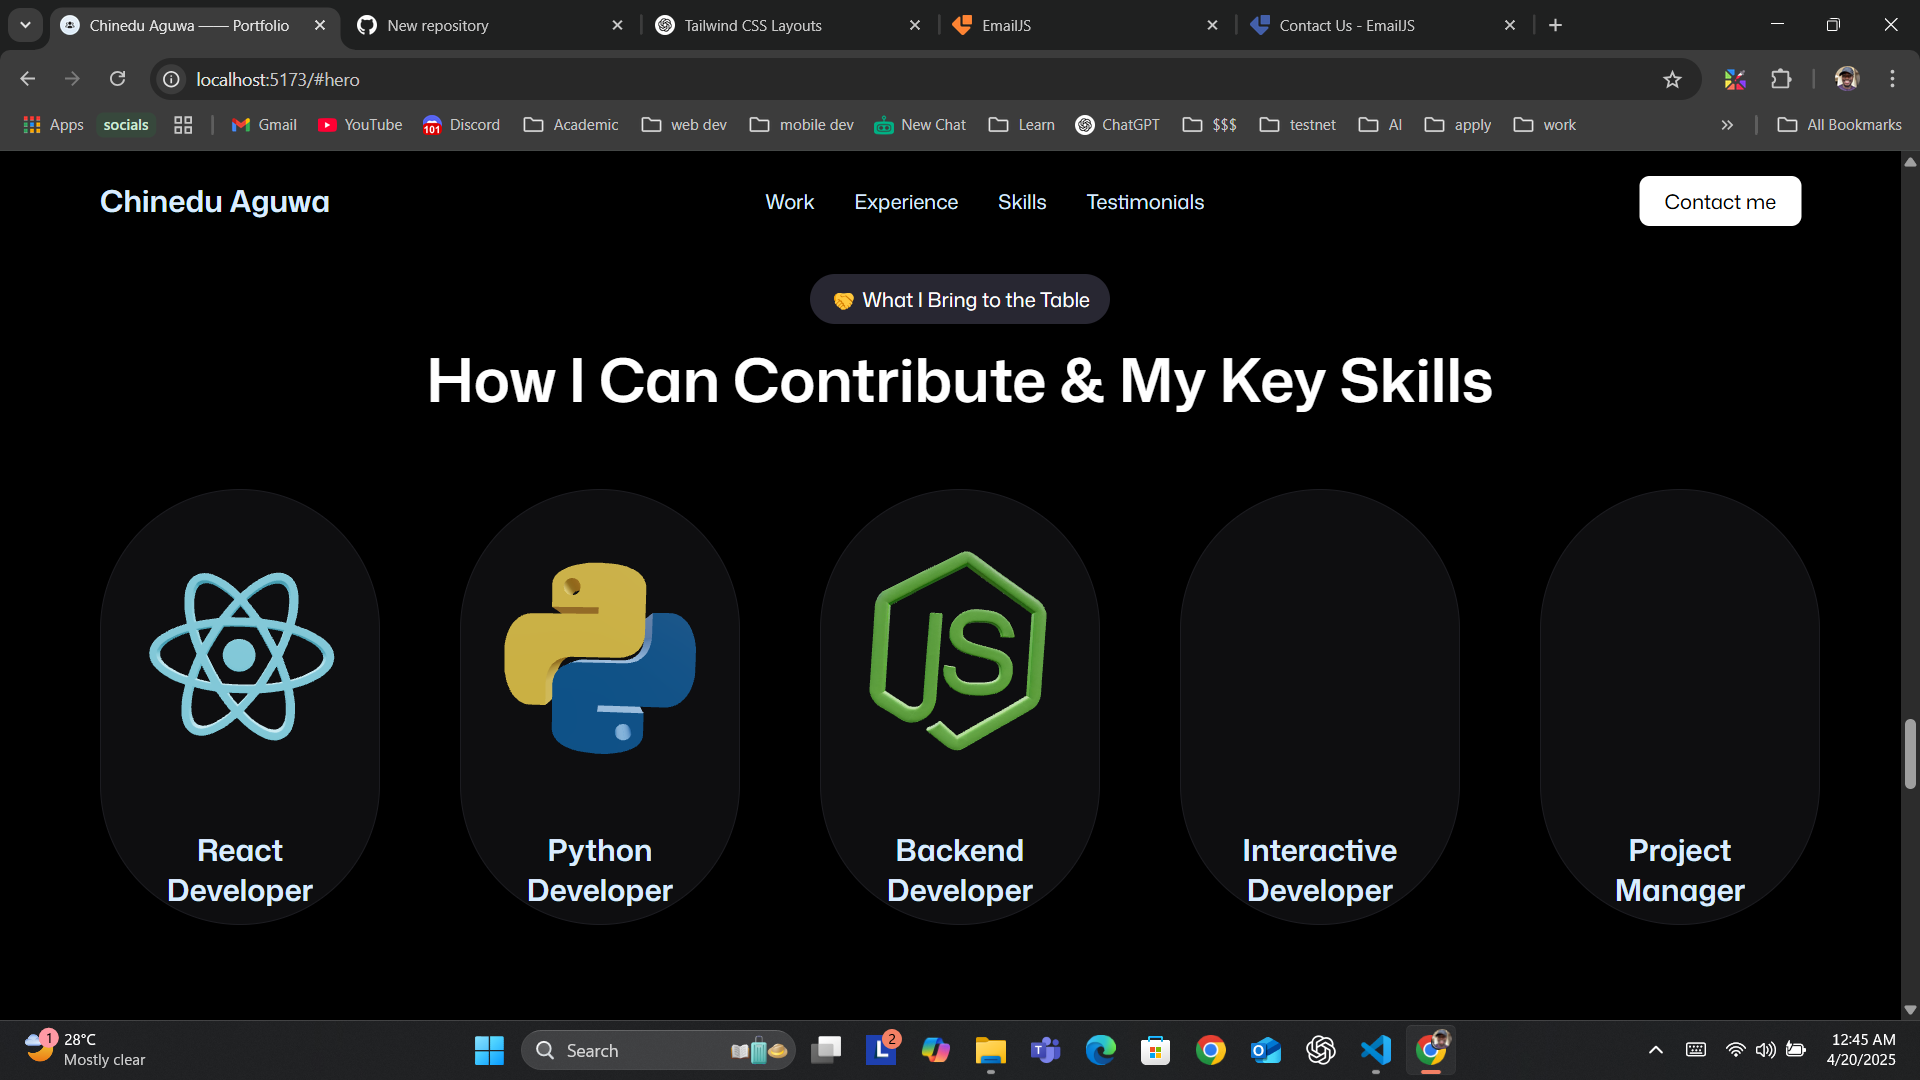 Chinedu Aguwa —— Portfolio
New repository
Tailwind CSS Layouts
EmailJS
Contact Us - EmailJS
localhost:5173/#hero
Apps
socials
Gmail
YouTube
101
Discord
Academic
web dev
mobile dev
New Chat
Learn
ChatGPT
$$$
testnet
AI
apply
work
All Bookmarks
Chinedu Aguwa
Work
Experience
Skills
Testimonials
Contact me
What I Bring to the Table
How I Can Contribute & My Key Skills
JS
React
Developer
Python
Developer
Backend
Developer
Interactive
Developer
Project
Manager
1
28°C
Mostly clear
Search
L
2
T
O
12:45 AM
4/20/2025